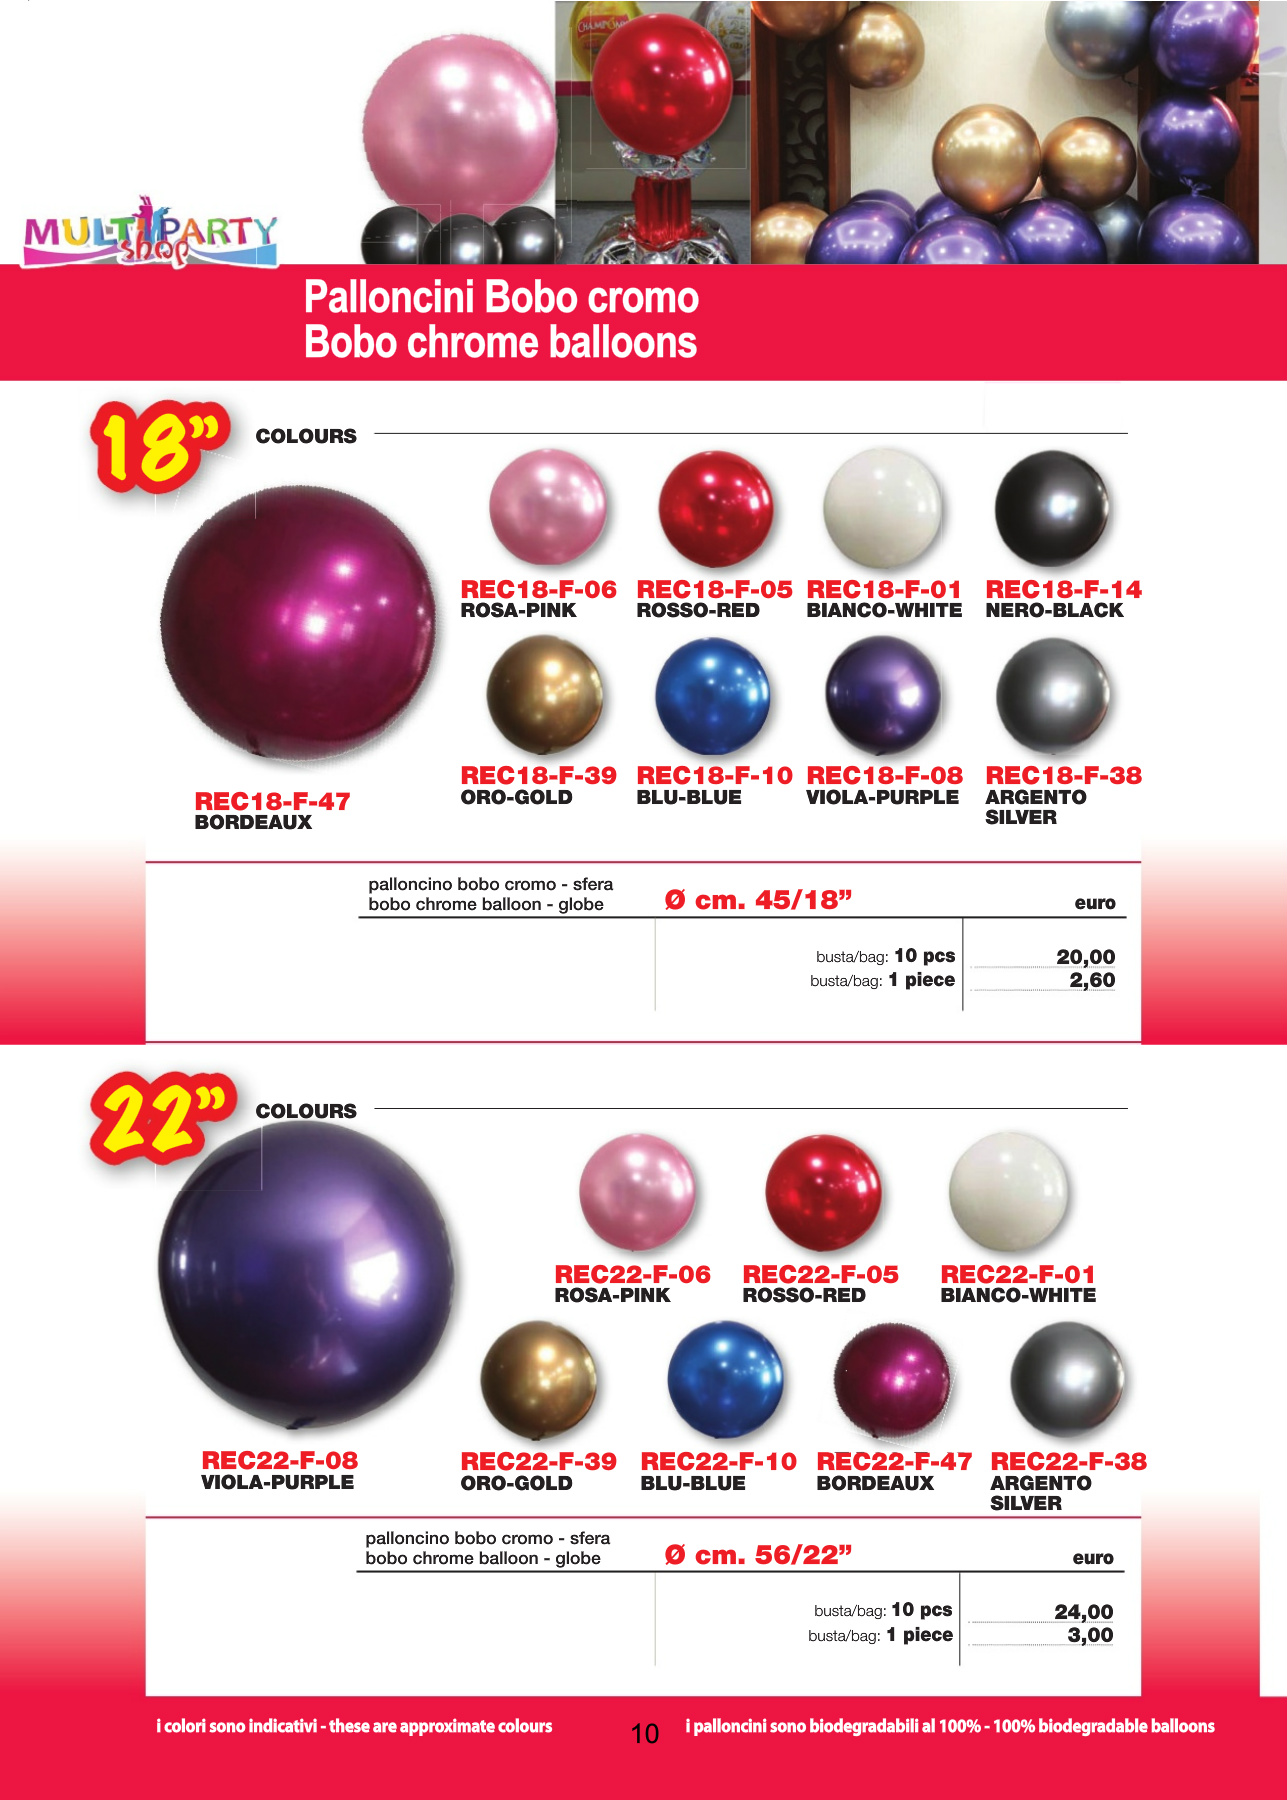 CHAMPIONS
MULTIPARTY
shop
Palloncini Bobo cromo
Bobo chrome balloons
18”
COLOURS
REC18-F-06
ROSA-PINK
REC18-F-05
ROSSO-RED
REC18-F-01
BIANCO-WHITE
REC18-F-14
NERO-BLACK
REC18-F-47
BORDEAUX
REC18-F-39
ORO-GOLD
REC18-F-10
BLU-BLUE
REC18-F-08
VIOLA-PURPLE
REC18-F-38
ARGENTO
SILVER
palloncino bobo cromo - sfera
bobo chrome balloon - globe
Ø cm. 45/18”
euro
busta/bag: 10 pcs
20,00
busta/bag: 1 piece
2,60
22”
COLOURS
REC22-F-06
ROSA-PINK
REC22-F-05
ROSSO-RED
REC22-F-01
BIANCO-WHITE
REC22-F-08
VIOLA-PURPLE
REC22-F-39
ORO-GOLD
REC22-F-10
BLU-BLUE
REC22-F-47
BORDEAUX
REC22-F-38
ARGENTO
SILVER
palloncino bobo cromo - sfera
bobo chrome balloon - globe
Ø cm. 56/22”
euro
busta/bag: 10 pcs
24,00
busta/bag: 1 piece
3,00
i colori sono indicativi - these are approximate colours
10
i palloncini sono biodegradabili al 100% - 100% biodegradable balloons